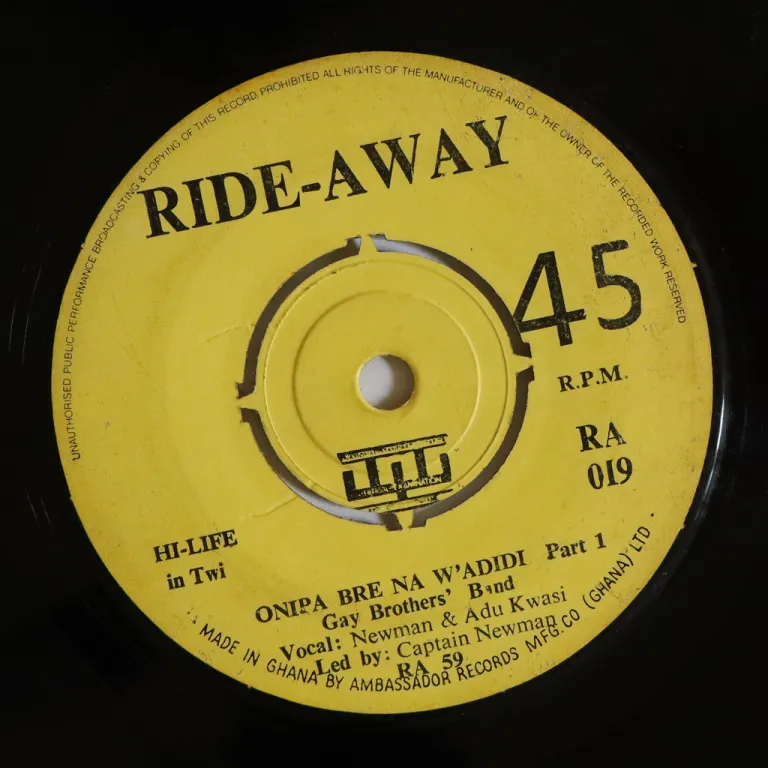 UNAUTHORISED PUBLIC PERFORMANCE BROADCASTING & COPYING OF THIS RECORD PROHIBITED ALL RIGHTS OF THE MANUFACTURER AND OF THE OWNER OF THE RECORDED WORK RESERVED
RIDE-AWAY
45
R.P.M.
RA
019
HI-LIFE
in Twi
ONIPA BRE NA W'ADIDI Part 1
Gay Brothers' Band
Vocal: Newman & Adu Kwasi
Led by: Captain Newman
RA 59
MADE IN GHANA BY AMBASSADOR RECORDS MFG.CO (GHANA) LTD.